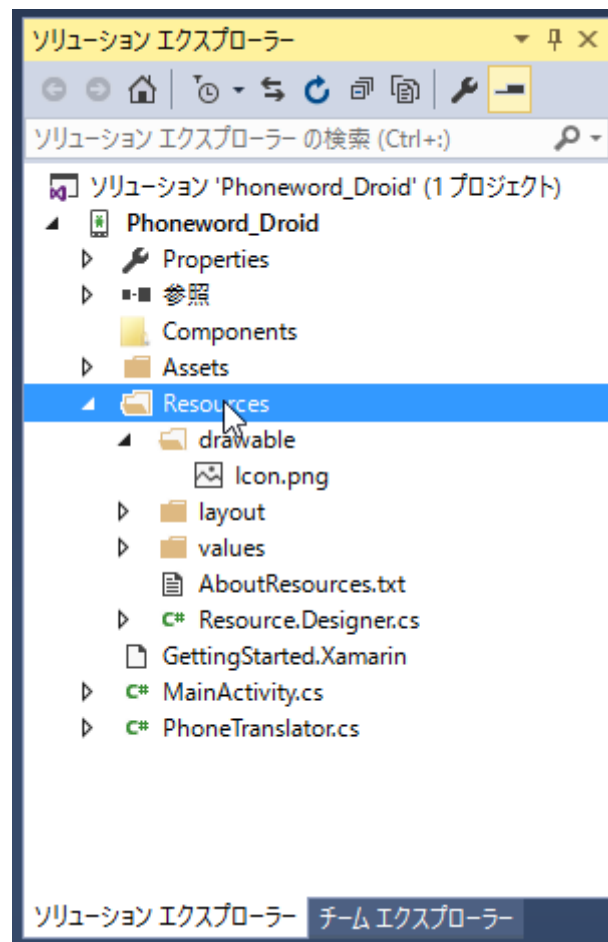 ソリューション エクスプローラー
ソリューション エクスプローラー の検索 (Ctrl+:)
ソリューション 'Phoneword_Droid' (1 プロジェクト)
Phoneword_Droid
Properties
参照
Components
Assets
Resources
drawable
Icon.png
layout
values
AboutResources.txt
C# Resource.Designer.cs
GettingStarted.Xamarin
C# MainActivity.cs
C# PhoneTranslator.cs
ソリューション エクスプローラー チーム エクスプローラー